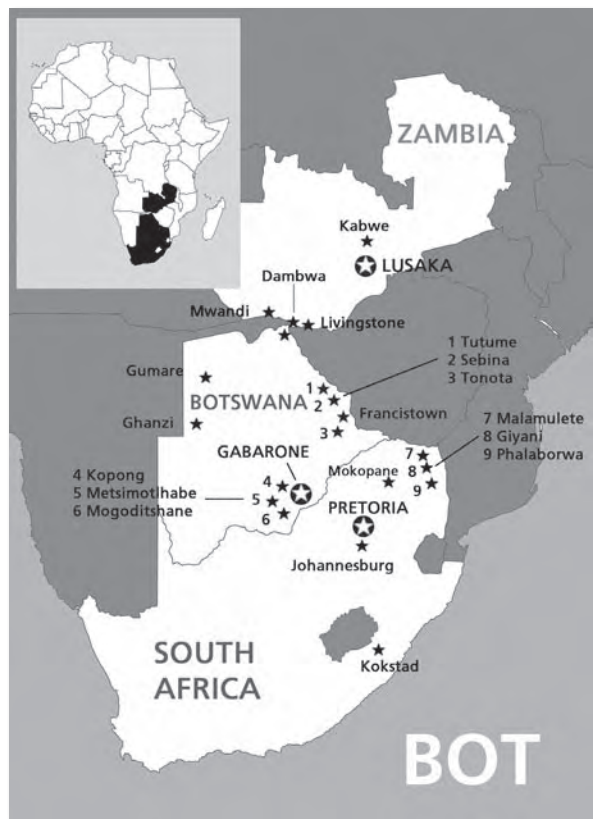 ZAMBIA
Kabwe
LUSAKA
Dambwa
Mwandi
Livingstone
1 Tutume
2 Sebina
3 Tonota
Gumare
1
BOTSWANA
2
Francistown
Ghanzi
3
7 Malamulete
8 Giyani
9 Phalaborwa
GABARONE
7
Mokopane
8
4 Kopong
5 Metsimotlhabe
6 Mogoditshane
4
9
5
PRETORIA
6
Johannesburg
SOUTH
AFRICA
Kokstad
BOT